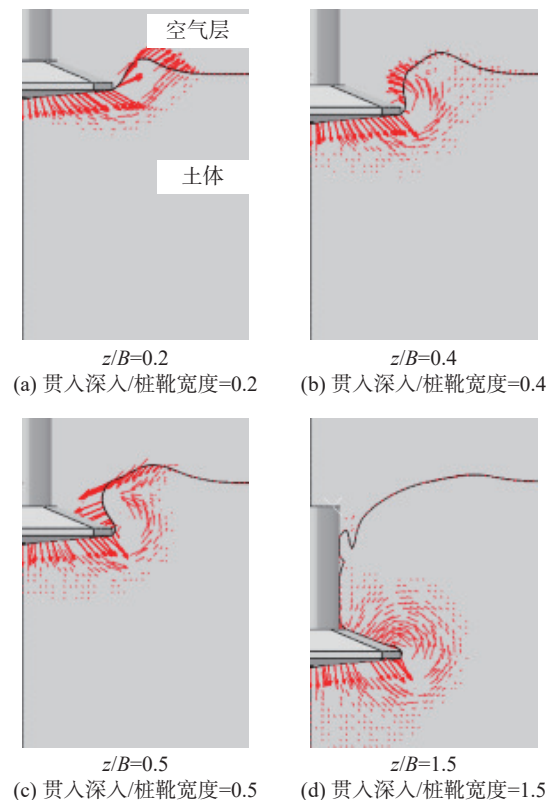 空气层
土体
z/B=0.2
(a) 贯入深入/桩靴宽度=0.2
z/B=0.4
(b) 贯入深入/桩靴宽度=0.4
z/B=0.5
(c) 贯入深入/桩靴宽度=0.5
z/B=1.5
(d) 贯入深入/桩靴宽度=1.5